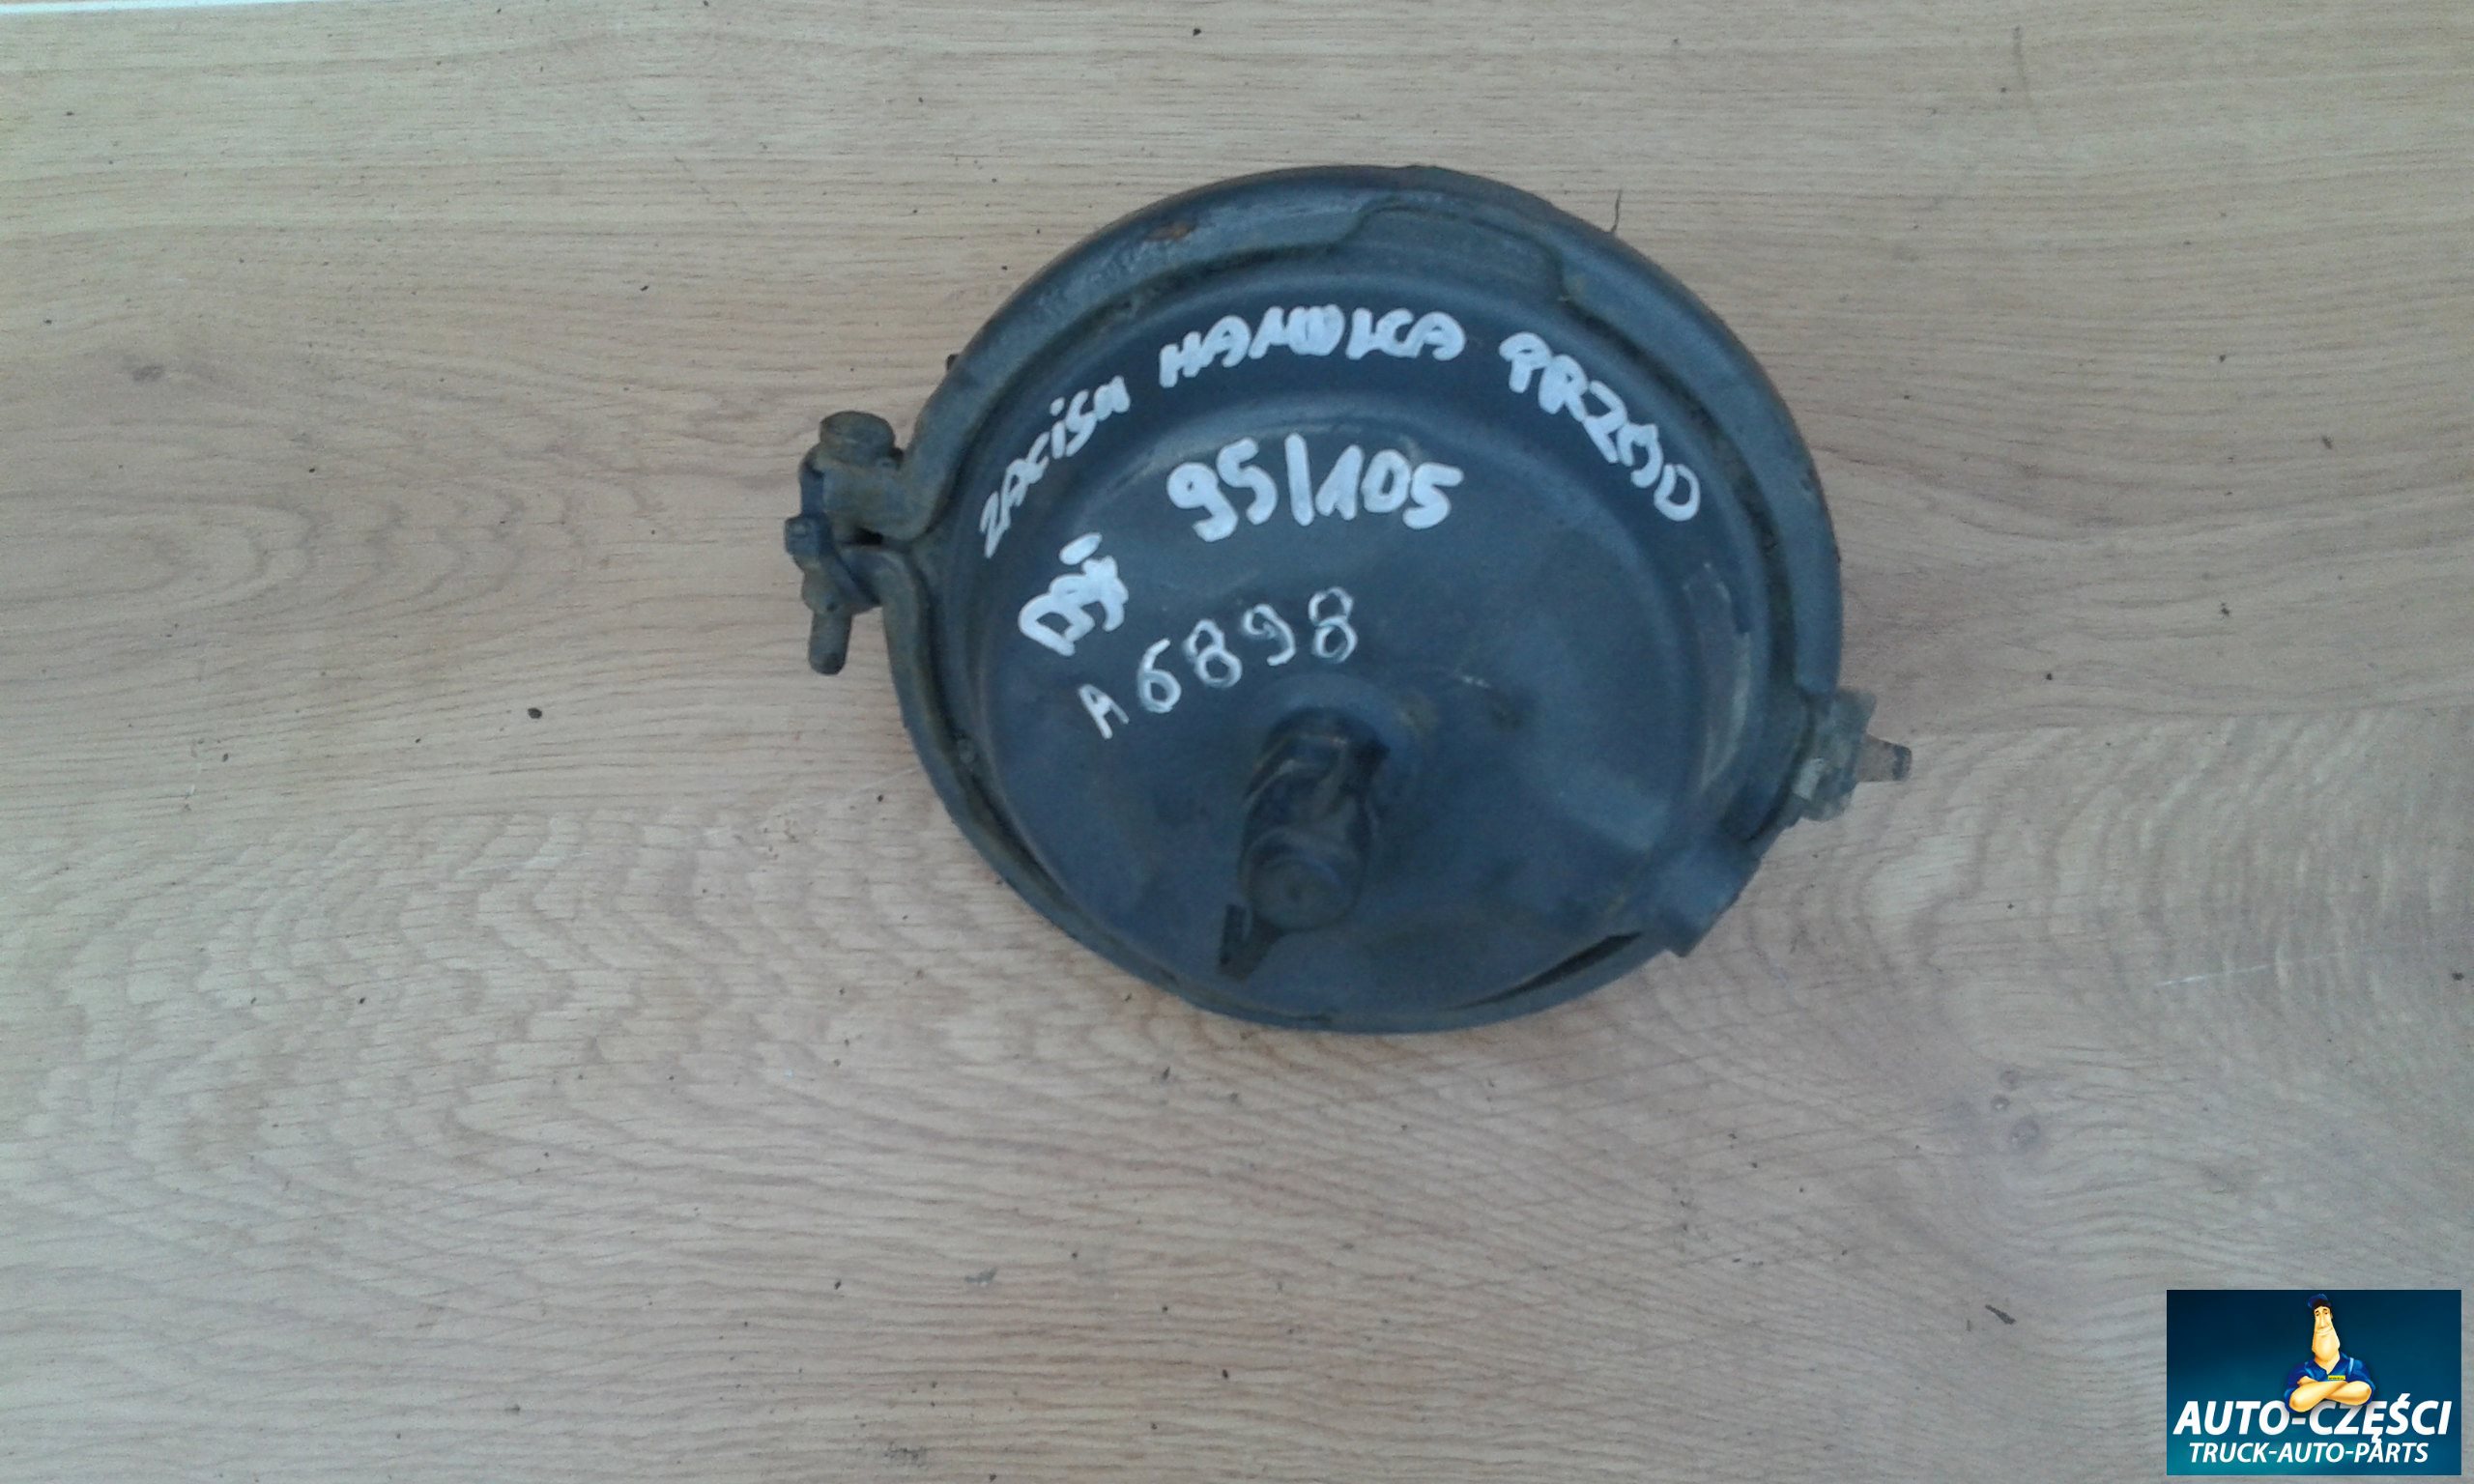 ZACISK HAMULCA PRZÓD
DAF 95/105
A6898
AUTO-CZĘŚCI
TRUCK-AUTO-PARTS